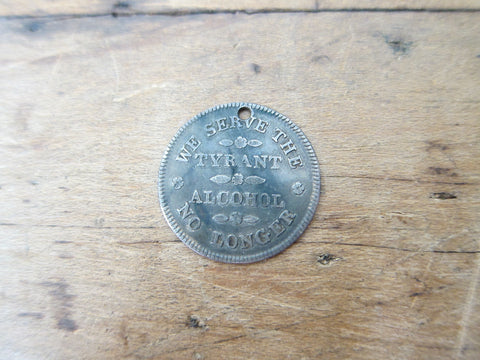 WE SERVE THE
TYRANT
ALCOHOL
NO LONGER